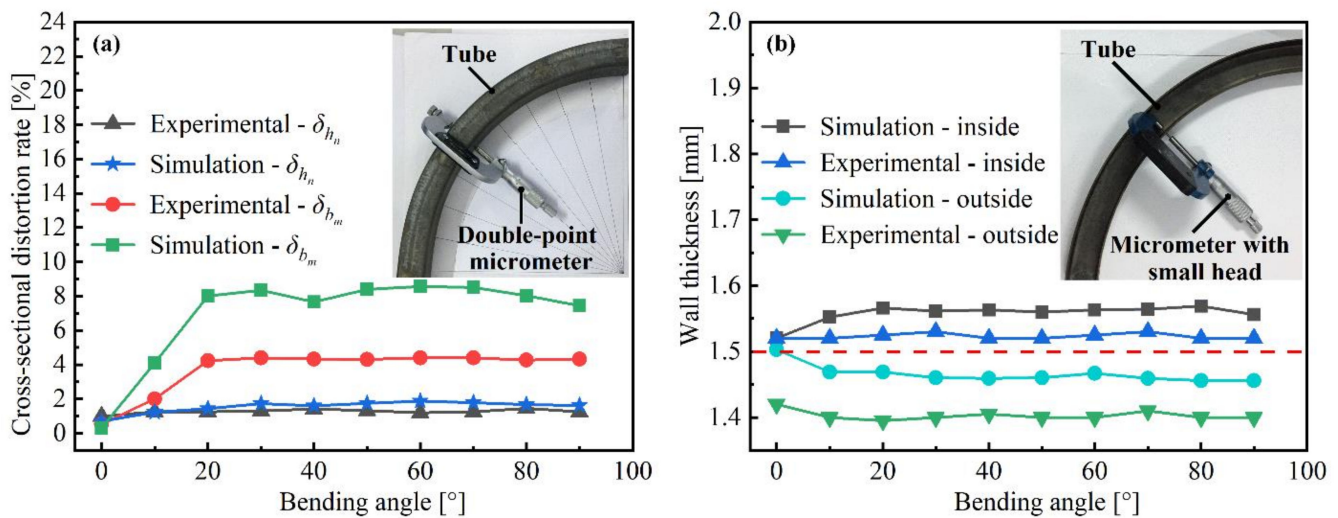 (a)
Tube
Experimental - δhn
Simulation - δhn
Experimental - δbm
Simulation - δbm
Double-point
micrometer
Cross-sectional distortion rate [%]
24
22
20
18
16
14
12
10
8
6
4
2
0
0 20 40 60 80 100
Bending angle [°]
(b)
Tube
Simulation - inside
Experimental - inside
Simulation - outside
Experimental - outside
Micrometer with
small head
Wall thickness [mm]
2.0
1.9
1.8
1.7
1.6
1.5
1.4
0 20 40 60 80 100
Bending angle [°]